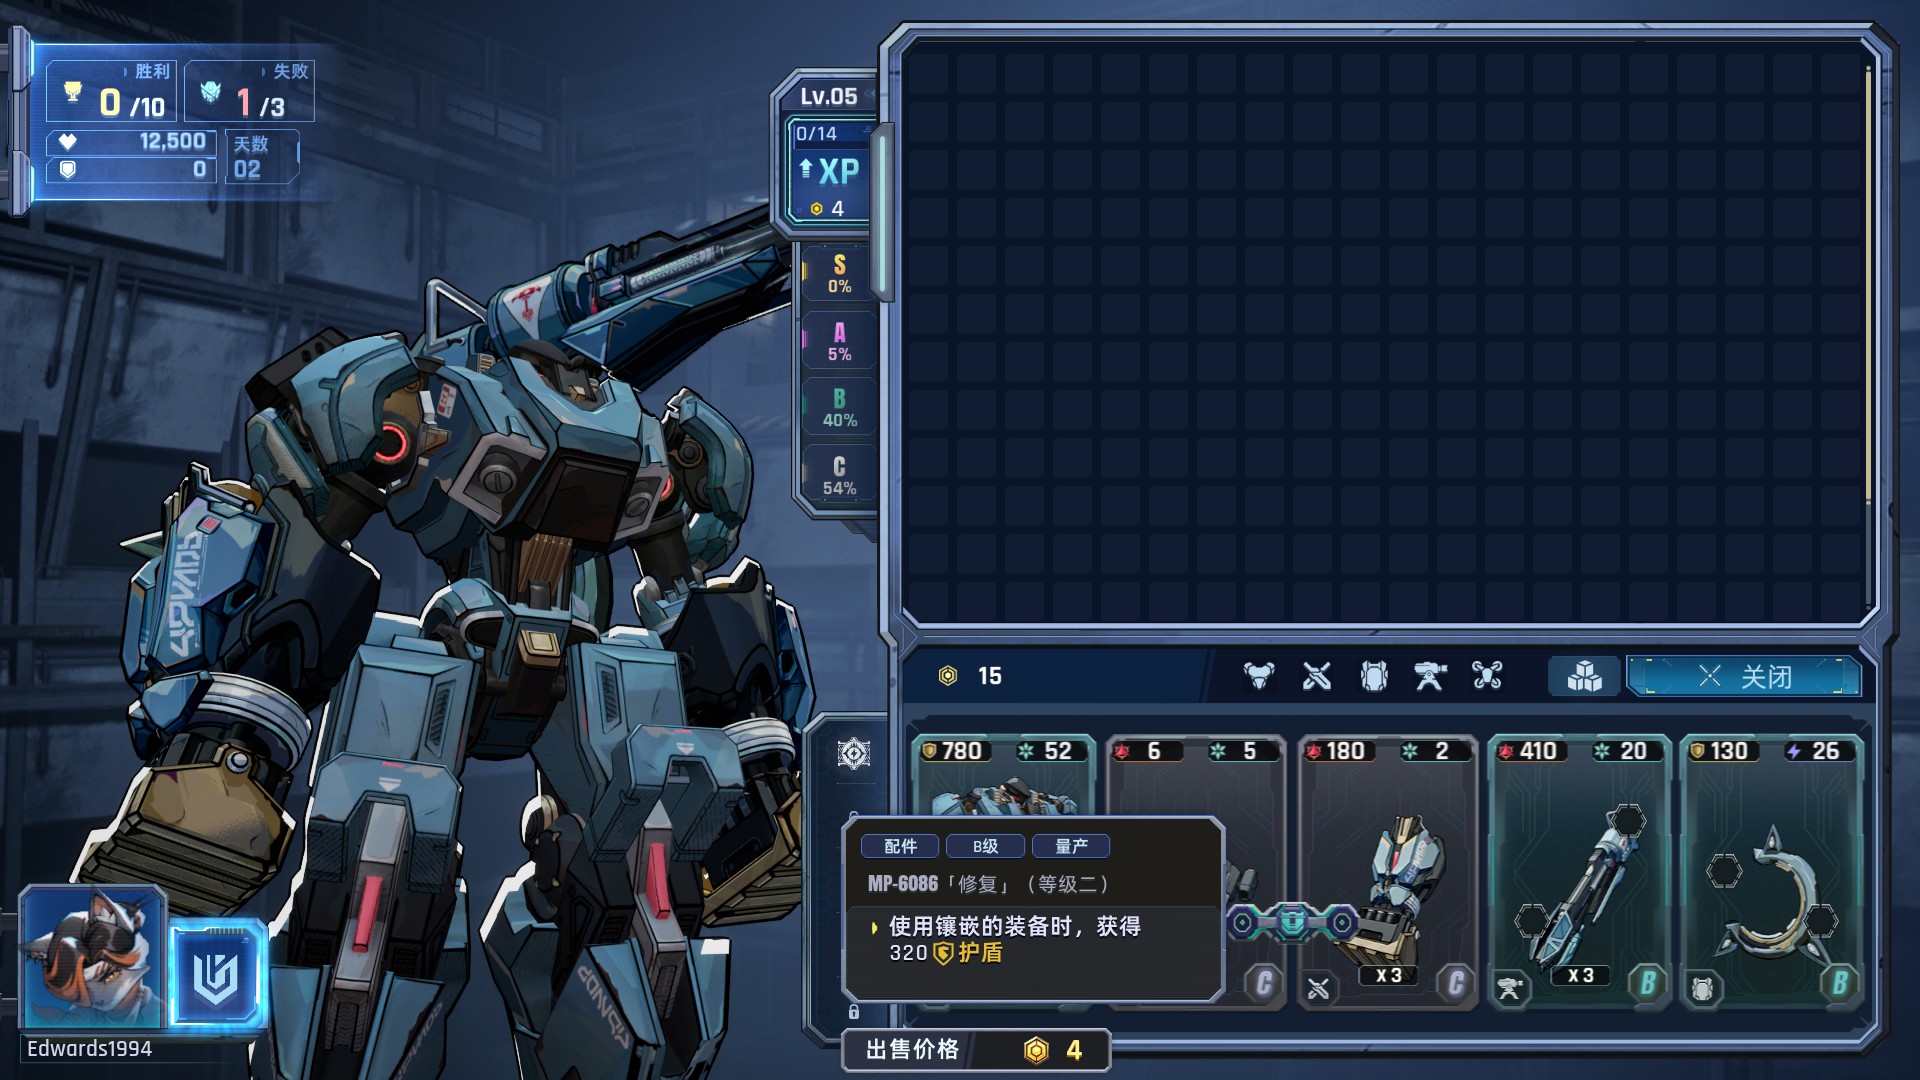 胜利
0/10
失败
1/3
12,500
0
天数
02
Lv.05
0/14
XP
4
S
0%
A
5%
B
40%
C
54%
15
关闭
780
52
6
5
180
2
410
20
130
26
配件
B级
量产
MP-6086「修复」（等级二）
使用镶嵌的装备时，获得
320 护盾
C
x3
C
x3
B
B
出售价格
4
Edwards1994